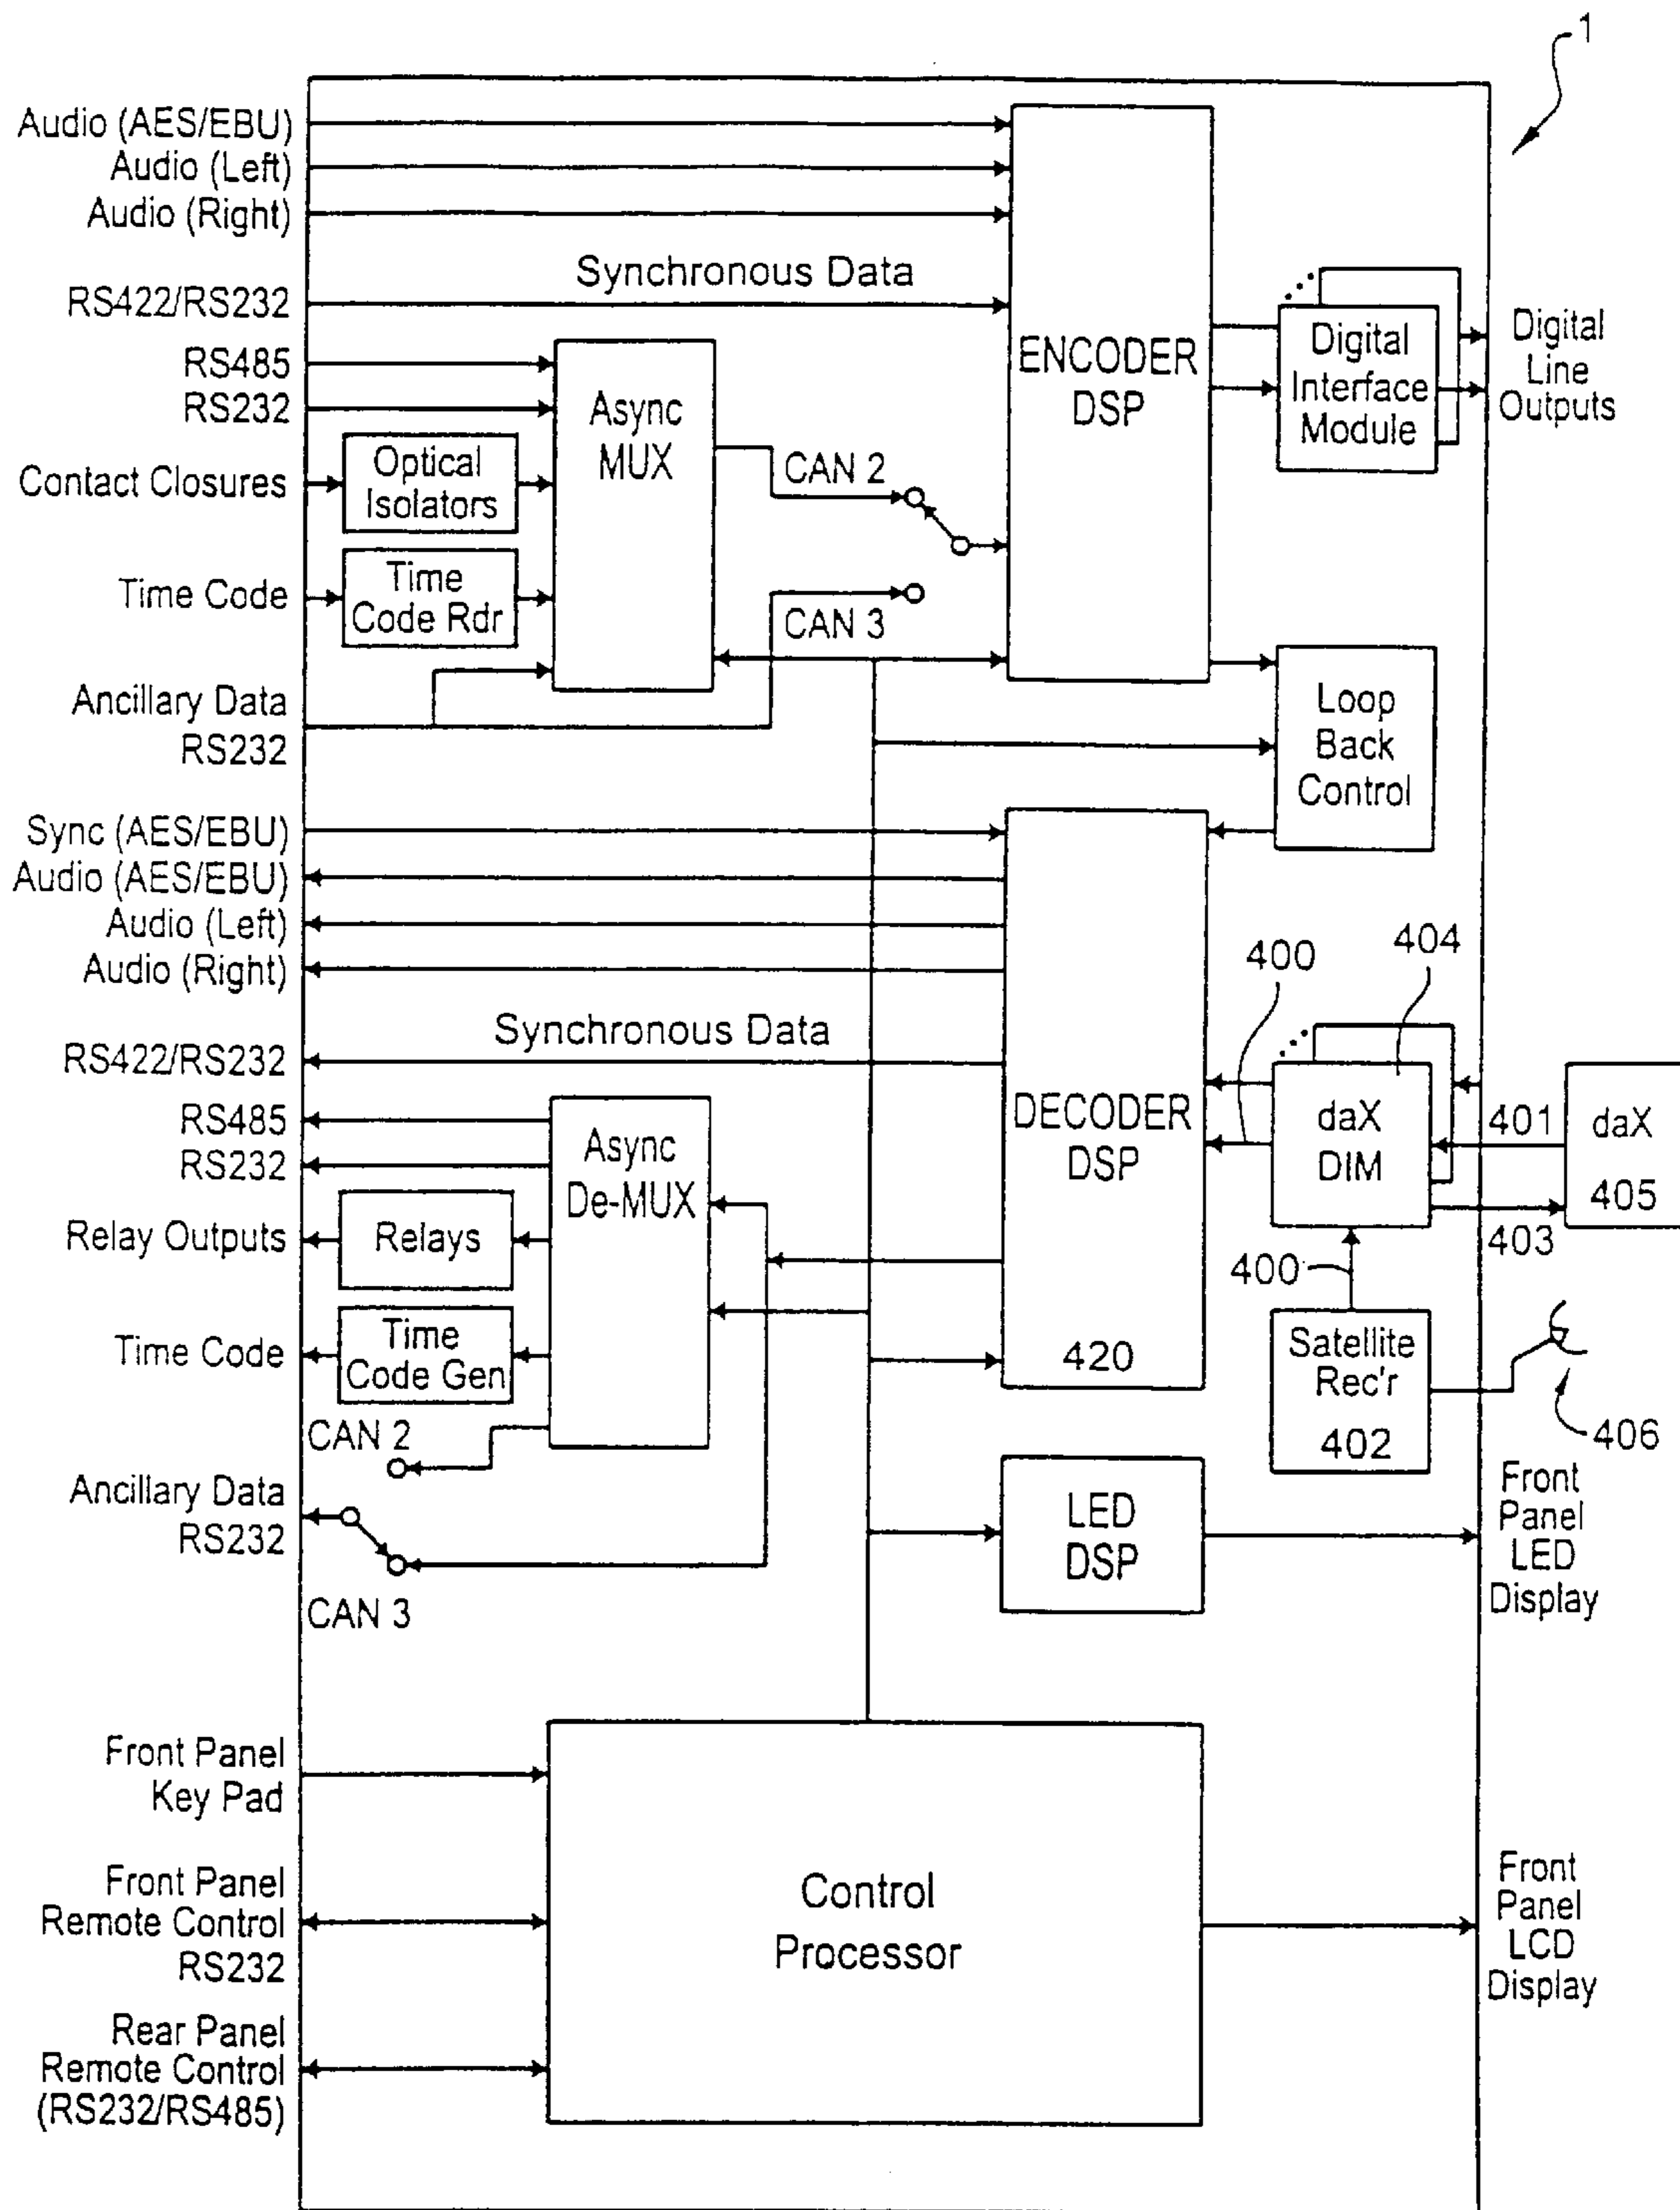 1
Audio (AES/EBU)
Audio (Left)
Audio (Right)
Synchronous Data
RS422/RS232
RS485
RS232
Contact Closures
Optical
Isolators
Time Code
Time
Code Rdr
Ancillary Data
RS232
Async
MUX
CAN 2
CAN 3
ENCODER
DSP
Digital
Interface
Module
Digital
Line
Outputs
Loop
Back
Control
Sync (AES/EBU)
Audio (AES/EBU)
Audio (Left)
Audio (Right)
Synchronous Data
RS422/RS232
RS485
RS232
Relay Outputs
Relays
Time Code
Time
Code Gen
CAN 2
Ancillary Data
RS232
CAN 3
Async
De-MUX
DECODER
DSP
420
400
404
daX
DIM
401
403
daX
405
400
Satellite
Rec'r
402
406
LED
DSP
Front
Panel
LED
Display
Front Panel
Key Pad
Front Panel
Remote Control
RS232
Rear Panel
Remote Control
(RS232/RS485)
Control
Processor
Front
Panel
LCD
Display